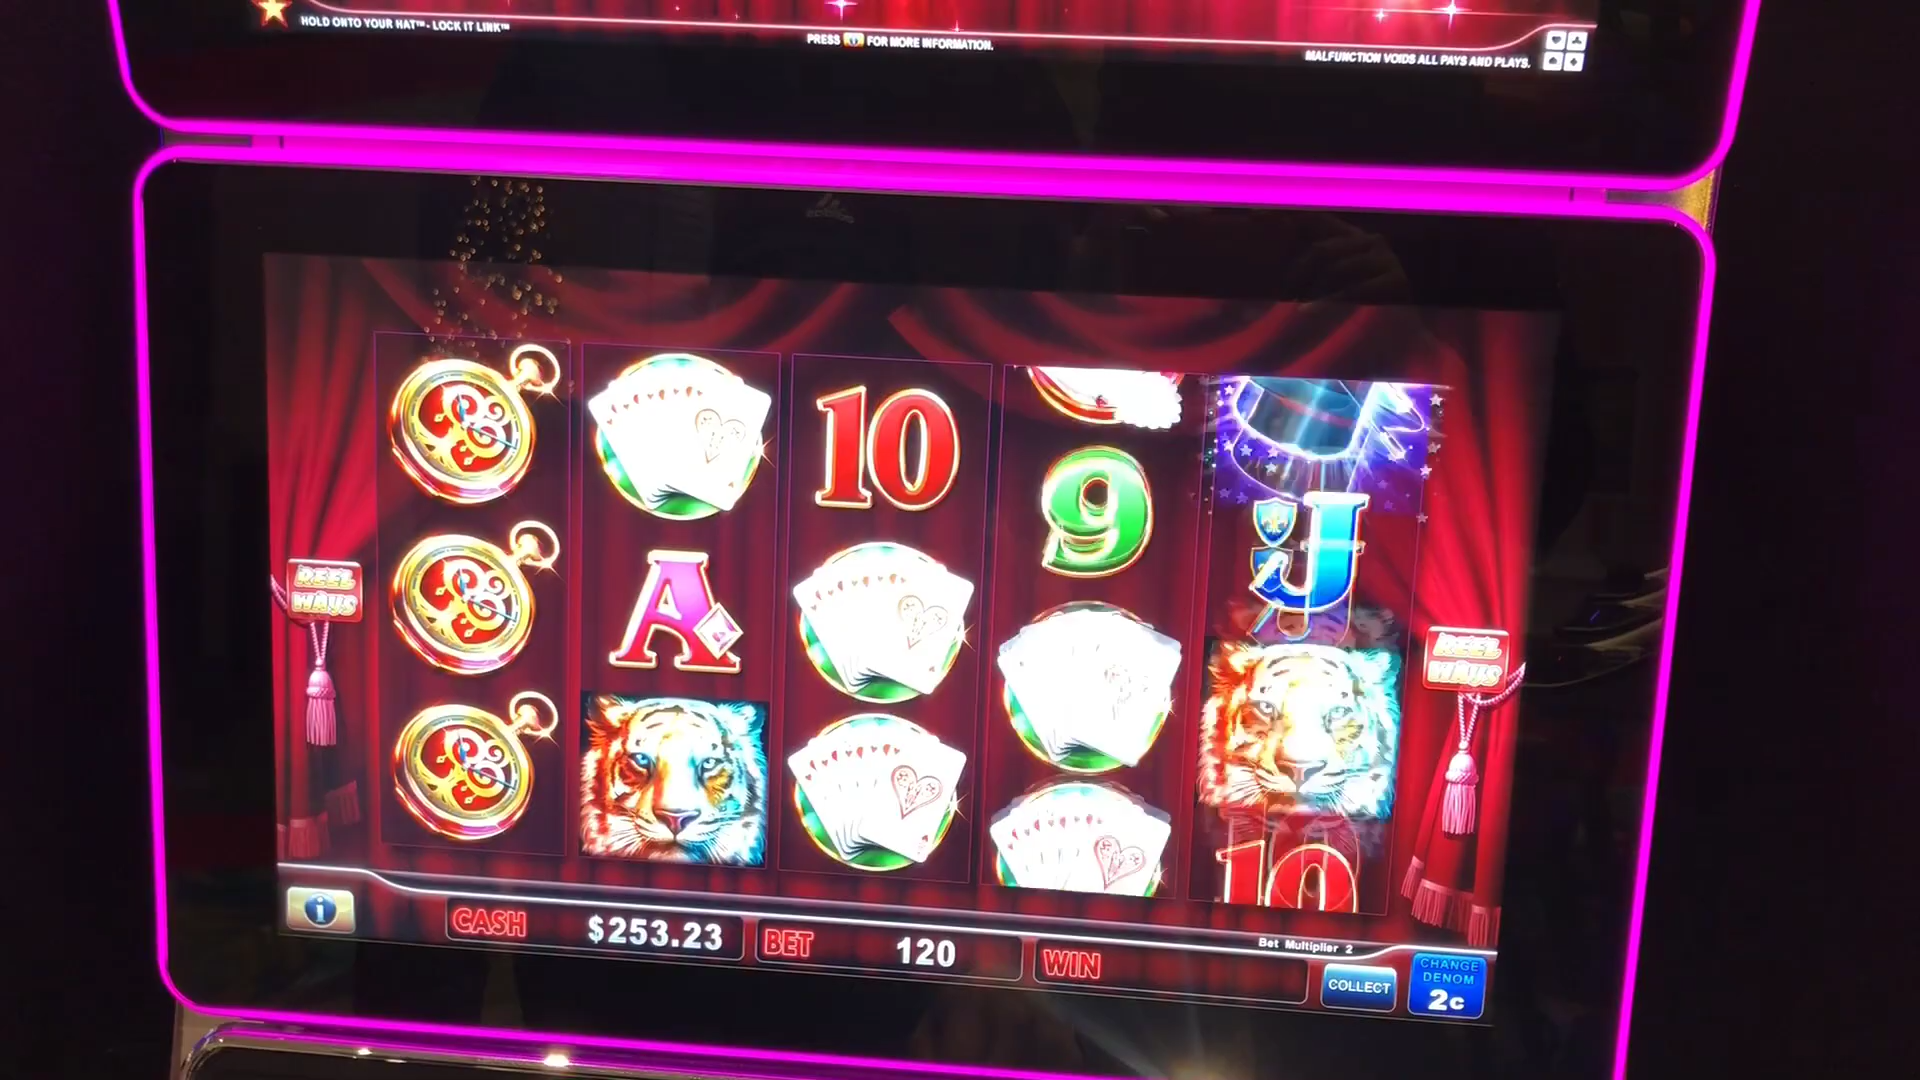 HOLD ONTO YOUR HAT™ - LOCK IT LINK™
PRESS i FOR MORE INFORMATION.
MALFUNCTION VOIDS ALL PAYS AND PLAYS.
10
9
J
A
REEL
WAYS
REEL
WAYS
10
CASH $253.23
BET 120
WIN
Bet Multiplier 2
COLLECT
CHANGE
DENOM
2c
i